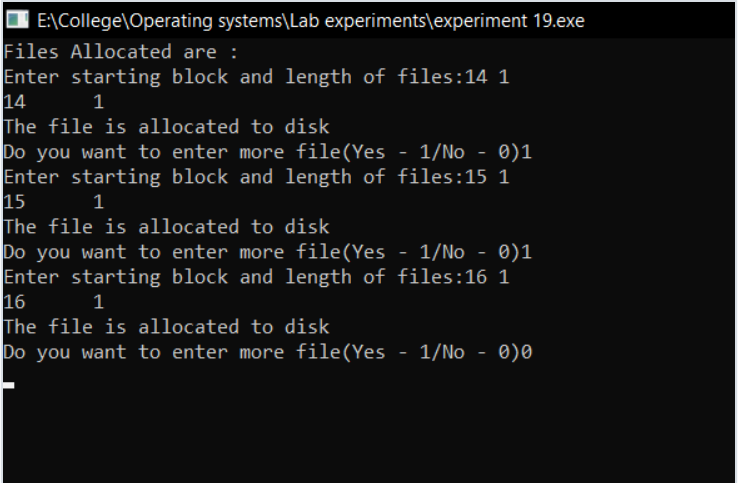 E:\College\Operating systems\Lab experiments\experiment 19.exe
Files Allocated are :
Enter starting block and length of files:14 1
14      1
The file is allocated to disk
Do you want to enter more file(Yes - 1/No - 0)1
Enter starting block and length of files:15 1
15      1
The file is allocated to disk
Do you want to enter more file(Yes - 1/No - 0)1
Enter starting block and length of files:16 1
16      1
The file is allocated to disk
Do you want to enter more file(Yes - 1/No - 0)0